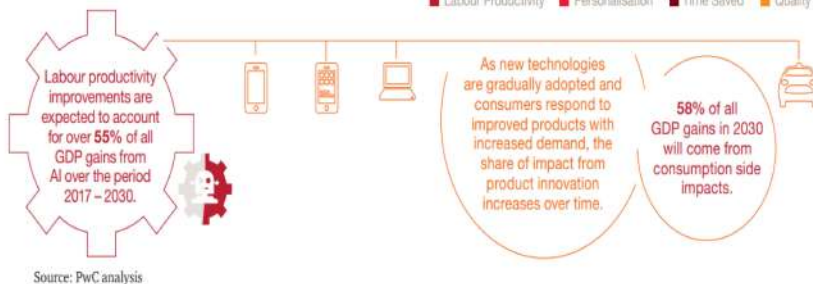 Labour Productivity Personalisation Time Saved Quality
Labour productivity
improvements are
expected to account
for over 55% of all
GDP gains from
AI over the period
2017 – 2030.
As new technologies
are gradually adopted and
consumers respond to
improved products with
increased demand, the
share of impact from
product innovation
increases over time.
58% of all
GDP gains in 2030
will come from
consumption side
impacts.
Source: PwC analysis